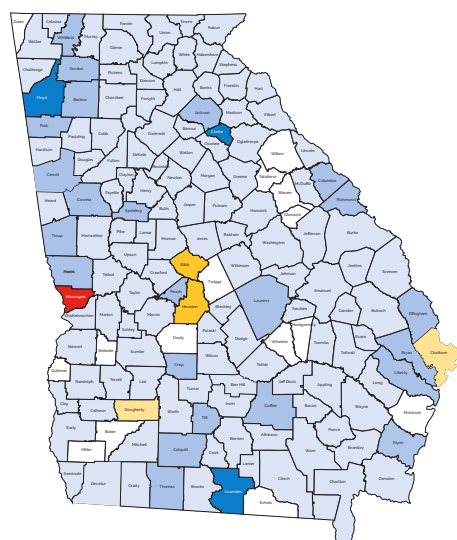 Dade
Catoosa
Whitfield
Murray
Fannin
Union
Towns
Rabun
Walker
Gilmer
White
Habersham
Lumpkin
Stephens
Chattooga
Gordon
Pickens
Dawson
Hall
Banks
Franklin
Hart
Floyd
Bartow
Cherokee
Forsyth
Jackson
Madison
Elbert
Polk
Paulding
Cobb
Gwinnett
Barrow
Clarke
Oconee
Oglethorpe
Haralson
Douglas
Fulton
DeKalb
Walton
Wilkes
Lincoln
Carroll
Clayton
Newton
Morgan
Greene
Taliaferro
McDuffie
Columbia
Heard
Coweta
Fayette
Henry
Warren
Richmond
Spalding
Butts
Jasper
Putnam
Hancock
Glascock
Troup
Meriwether
Pike
Lamar
Monroe
Jones
Baldwin
Washington
Jefferson
Burke
Upson
Bibb
Wilkinson
Jenkins
Screven
Harris
Talbot
Crawford
Twiggs
Johnson
Emanuel
Muscogee
Taylor
Peach
Houston
Bleckley
Laurens
Treutlen
Candler
Bulloch
Effingham
Chattahoochee
Marion
Macon
Schley
Pulaski
Dodge
Montgomery
Toombs
Evans
Tattnall
Bryan
Chatham
Stewart
Webster
Sumter
Dooly
Wilcox
Wheeler
Telfair
Liberty
Long
Quitman
Randolph
Terrell
Lee
Crisp
Turner
Ben Hill
Jeff Davis
Appling
Wayne
McIntosh
Clay
Calhoun
Dougherty
Worth
Tift
Irwin
Coffee
Bacon
Early
Baker
Mitchell
Colquitt
Berrien
Atkinson
Pierce
Brantley
Glynn
Miller
Cook
Lanier
Ware
Seminole
Decatur
Grady
Thomas
Brooks
Lowndes
Clinch
Echols
Charlton
Camden